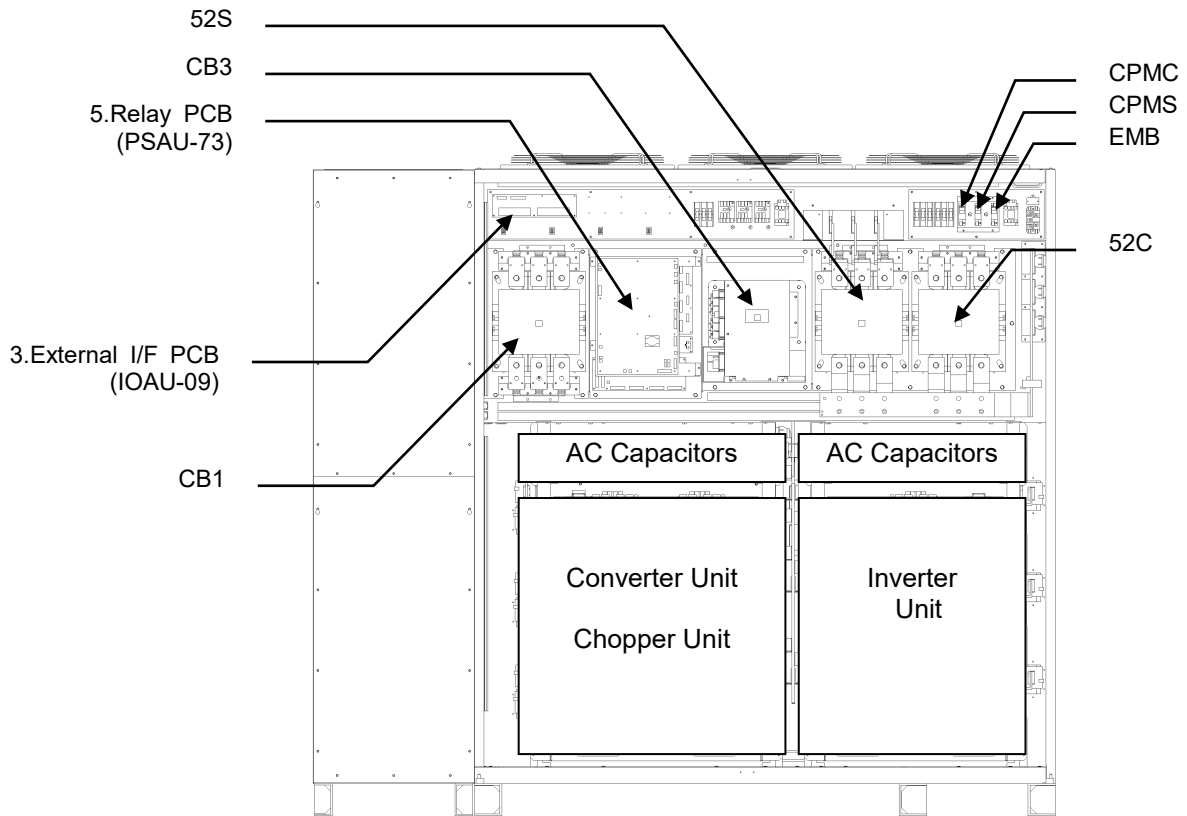 52S
CB3
5.Relay PCB
(PSAU-73)
CPMC
CPMS
EMB
52C
3.External I/F PCB
(IOAU-09)
CB1
AC Capacitors
AC Capacitors
Converter Unit
Chopper Unit
Inverter
Unit